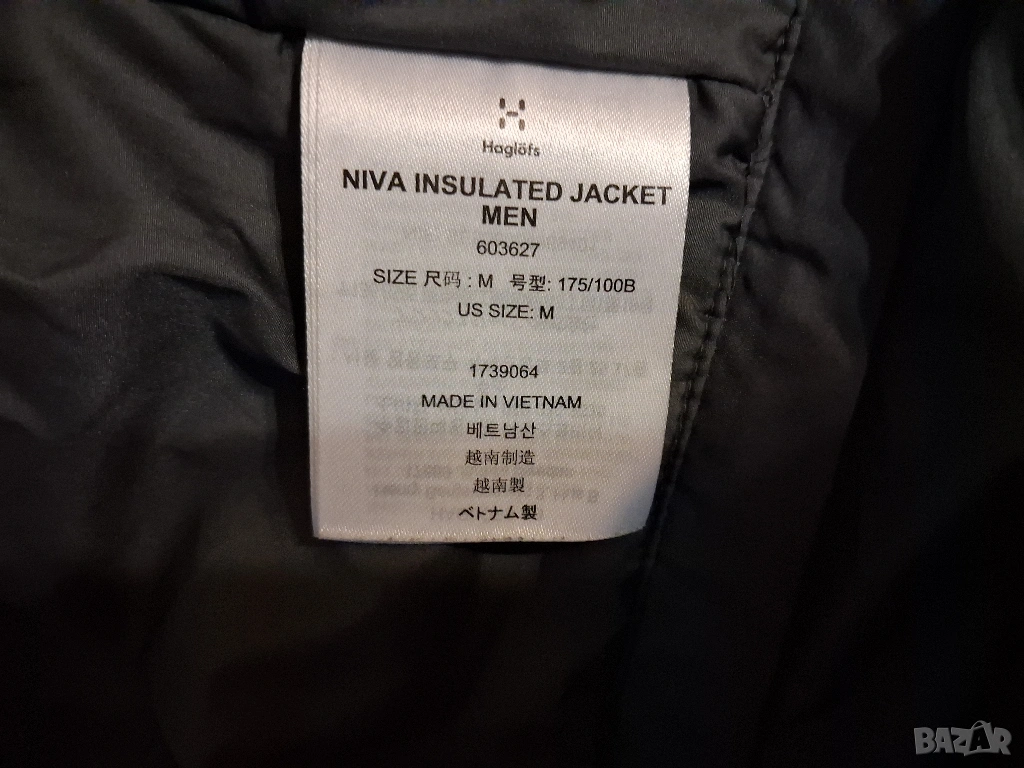 Haglöfs
NIVA INSULATED JACKET
MEN
603627
SIZE 尺码 : M 号型: 175/100B
US SIZE: M
1739064
MADE IN VIETNAM
베트남산
越南制造
越南製
ベトナム製
BAZAR